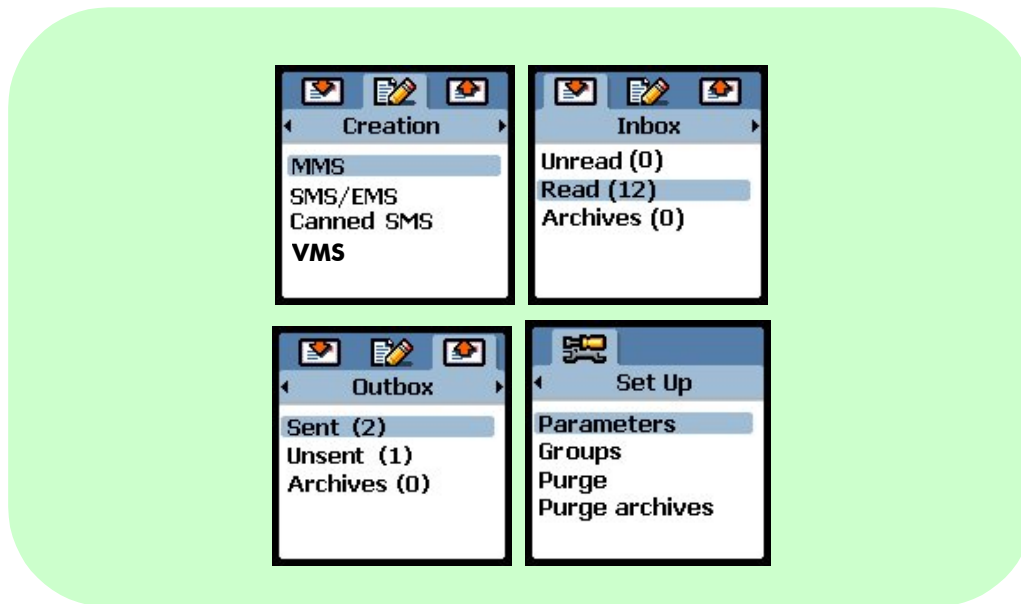 Creation
MMS
SMS/EMS
Canned SMS
VMS
Inbox
Unread (0)
Read (12)
Archives (0)
Outbox
Sent (2)
Unsent (1)
Archives (0)
Set Up
Parameters
Groups
Purge
Purge archives